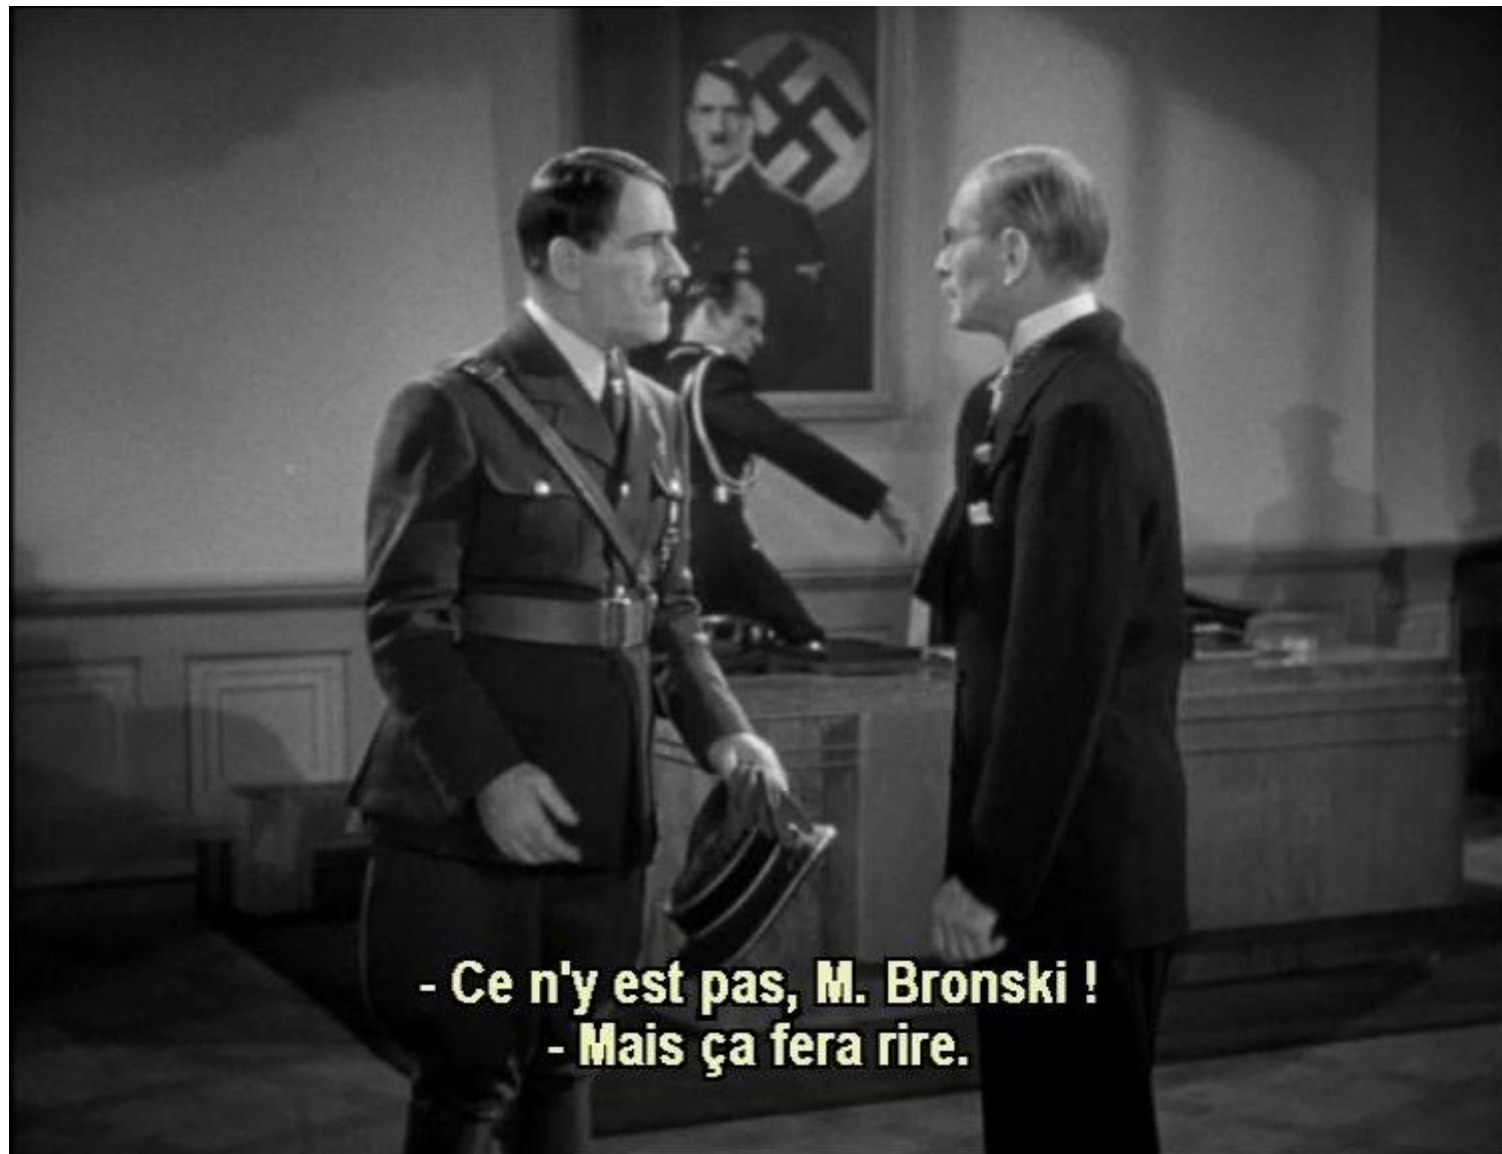 - Ce n'y est pas, M. Bronski !
- Mais ça fera rire.